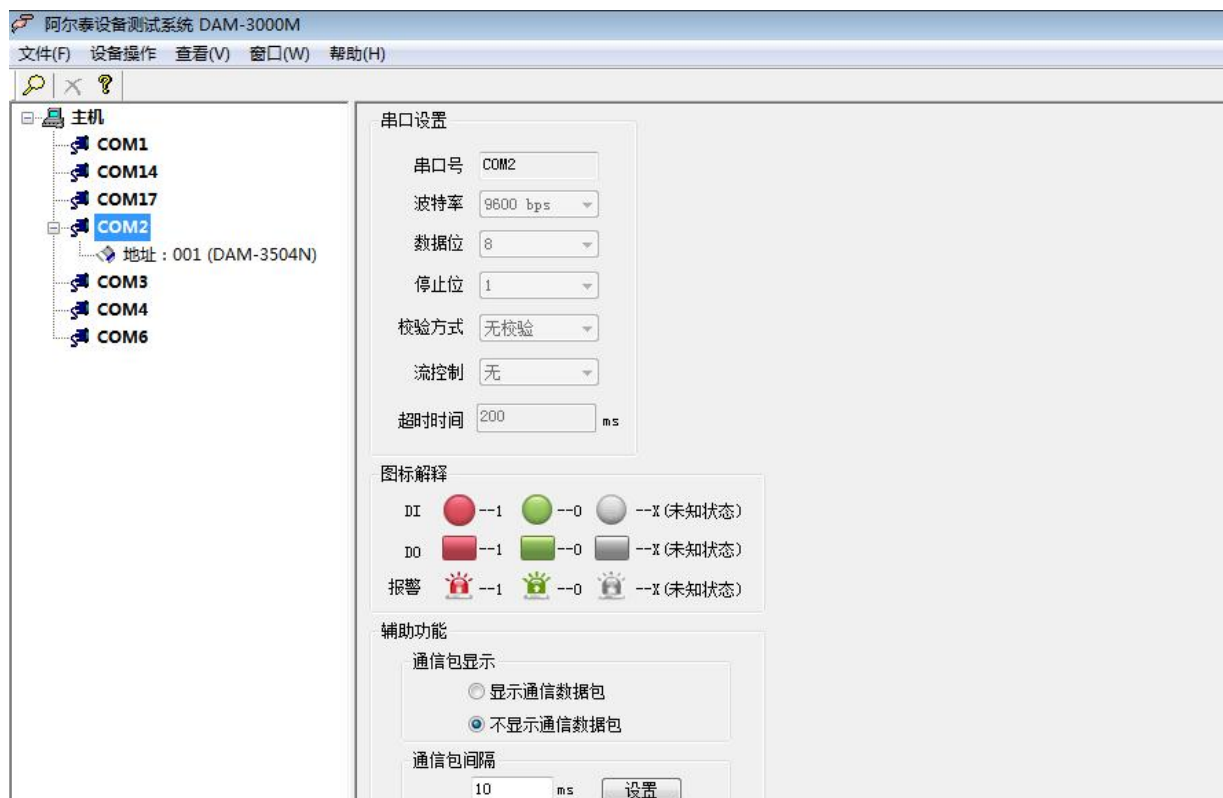 阿尔泰设备测试系统 DAM-3000M
文件(F) 设备操作 查看(V) 窗口(W) 帮助(H)
主机
COM1
COM14
COM17
COM2
地址：001 (DAM-3504N)
COM3
COM4
COM6
串口设置
串口号 COM2
波特率 9600 bps
数据位 8
停止位 1
校验方式 无校验
流控制 无
超时时间 200 ms
图标解释
DI --1 --0 --X(未知状态)
DO --1 --0 --X(未知状态)
报警 --1 --0 --X(未知状态)
辅助功能
通信包显示
显示通信数据包
不显示通信数据包
通信包间隔
10 ms 设置